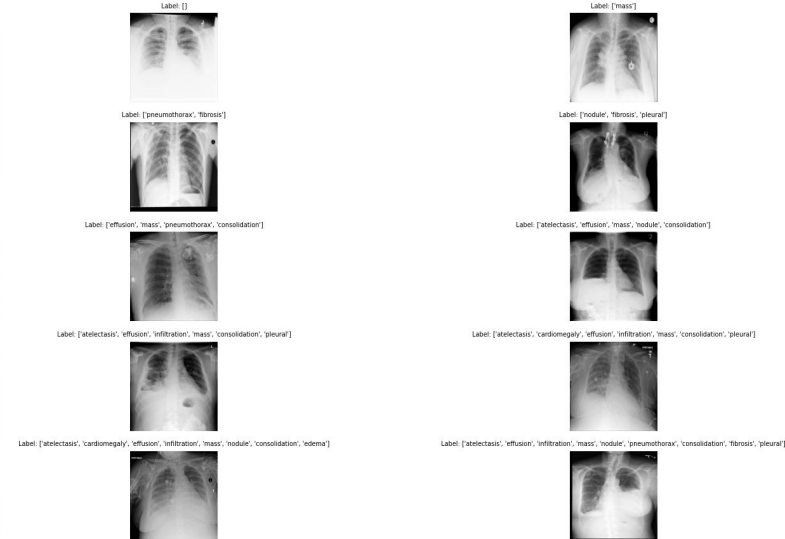 Label: []
Label: ['mass']
Label: ['pneumothorax', 'fibrosis']
Label: ['nodule', 'fibrosis', 'pleural']
Label: ['effusion', 'mass', 'pneumothorax', 'consolidation']
Label: ['atelectasis', 'effusion', 'mass', 'nodule', 'consolidation']
Label: ['atelectasis', 'effusion', 'infiltration', 'mass', 'consolidation', 'pleural']
Label: ['atelectasis', 'cardiomegaly', 'effusion', 'infiltration', 'mass', 'consolidation', 'pleural']
Label: ['atelectasis', 'cardiomegaly', 'effusion', 'infiltration', 'mass', 'nodule', 'consolidation', 'edema']
Label: ['atelectasis', 'effusion', 'infiltration', 'mass', 'nodule', 'pneumothorax', 'consolidation', 'fibrosis', 'pleural']